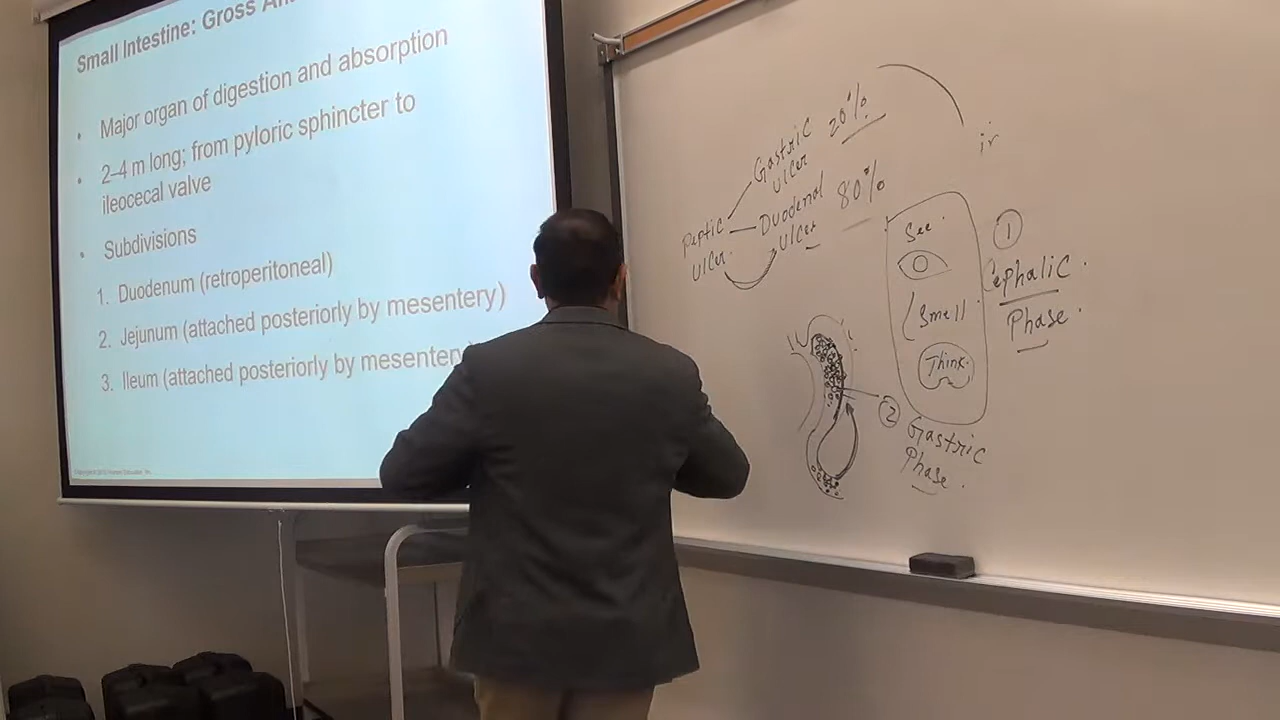 Small Intestine: Gross An
• Major organ of digestion and absorption
• 2–4 m long; from pyloric sphincter to
ileocecal valve
• Subdivisions
1. Duodenum (retroperitoneal)
2. Jejunum (attached posteriorly by mesentery)
3. Ileum (attached posteriorly by mesentery
Peptic
Ulcer
Gastric 20%
Ulcer
Duodenal 80%
Ulcer
See
Smell
Think
1
Cephalic
Phase
2
Gastric
Phase